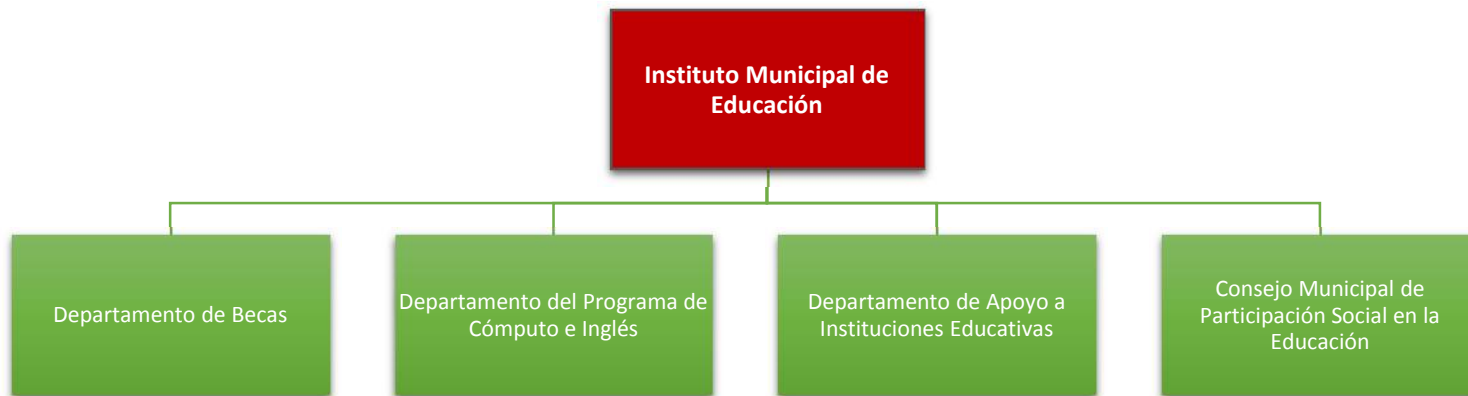 Instituto Municipal de
Educación
Departamento de Becas
Departamento del Programa de
Cómputo e Inglés
Departamento de Apoyo a
Instituciones Educativas
Consejo Municipal de
Participación Social en la
Educación